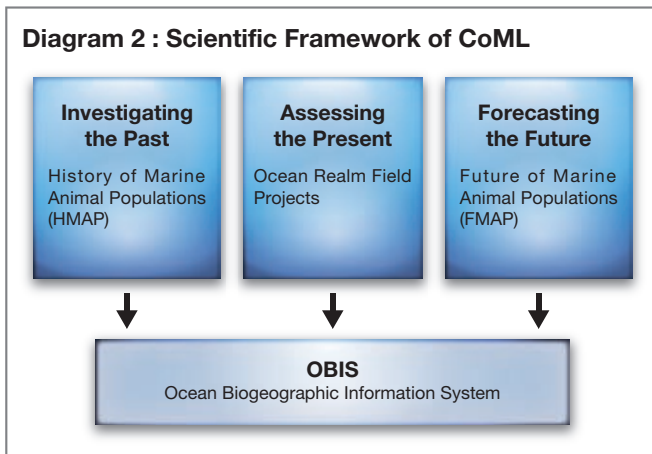 Diagram 2 : Scientific Framework of CoML
Investigating
the Past
History of Marine
Animal Populations
(HMAP)
Assessing
the Present
Ocean Realm Field
Projects
Forecasting
the Future
Future of Marine
Animal Populations
(FMAP)
OBIS
Ocean Biogeographic Information System